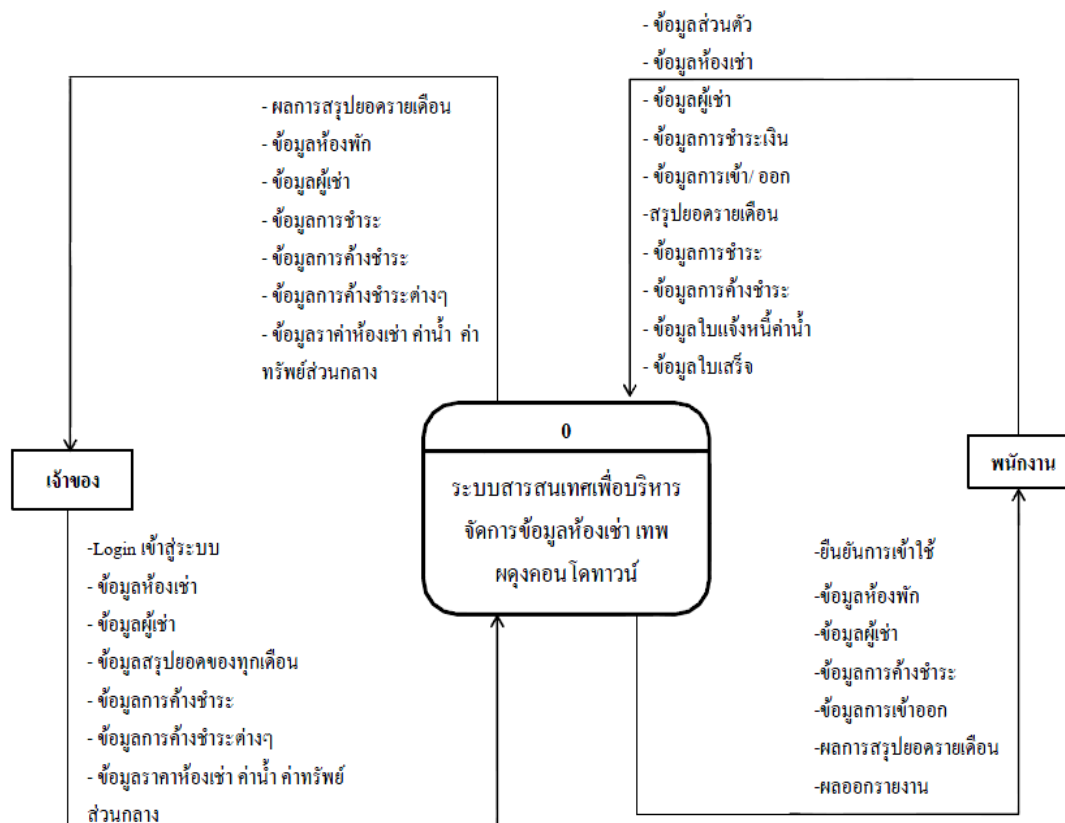 - ข้อมูลส่วนตัว
- ข้อมูลห้องเช่า
- ข้อมูลผู้เช่า
- ข้อมูลการชำระเงิน
- ข้อมูลการเข้า/ ออก
-สรุปยอดรายเดือน
- ข้อมูลการชำระ
- ข้อมูลการค้างชำระ
- ข้อมูลใบแจ้งหนี้ค่าน้ำ
- ข้อมูลใบเสร็จ
- ผลการสรุปยอดรายเดือน
- ข้อมูลห้องพัก
- ข้อมูลผู้เช่า
- ข้อมูลการชำระ
- ข้อมูลการค้างชำระ
- ข้อมูลการค้างชำระต่างๆ
- ข้อมูลราค่าห้องเช่า ค่าน้ำ ค่า
ทรัพย์ส่วนกลาง
0
ระบบสารสนเทศเพื่อบริหาร
จัดการข้อมูลห้องเช่า เทพ
ผดุงคอนโดทาวน์
เจ้าของ
พนักงาน
-Login เข้าสู่ระบบ
- ข้อมูลห้องเช่า
- ข้อมูลผู้เช่า
- ข้อมูลสรุปยอดของทุกเดือน
- ข้อมูลการค้างชำระ
- ข้อมูลการค้างชำระต่างๆ
- ข้อมูลราคาห้องเช่า ค่าน้ำ ค่าทรัพย์
ส่วนกลาง
-ยืนยันการเข้าใช้
-ข้อมูลห้องพัก
-ข้อมูลผู้เช่า
-ข้อมูลการค้างชำระ
-ข้อมูลการเข้าออก
-ผลการสรุปยอดรายเดือน
-ผลออกรายงาน